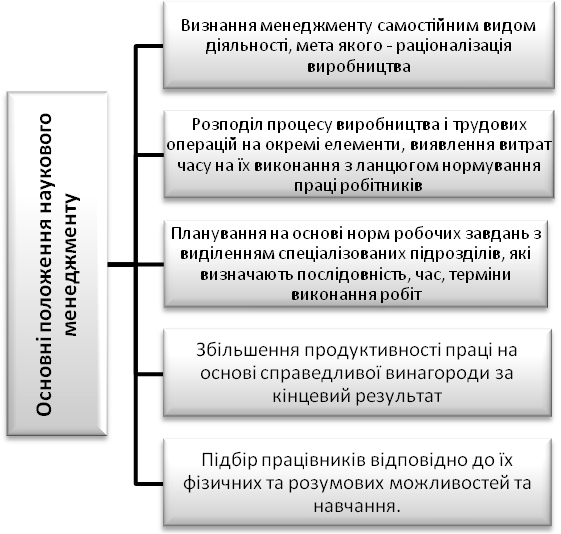 Основні положення наукового
менеджменту
Визнання менеджменту самостійним видом
діяльності, мета якого - раціоналізація
виробництва
Розподіл процесу виробництва і трудових
операцій на окремі елементи, виявлення витрат
часу на їх виконання з ланцюгом нормування
праці робітників
Планування на основі норм робочих завдань з
виділенням спеціалізованих підрозділів, які
визначають послідовність, час, терміни
виконання робіт
Збільшення продуктивності праці на
основі справедливої винагороди за
кінцевий результат
Підбір працівників відповідно до їх
фізичних та розумових можливостей та
навчання.